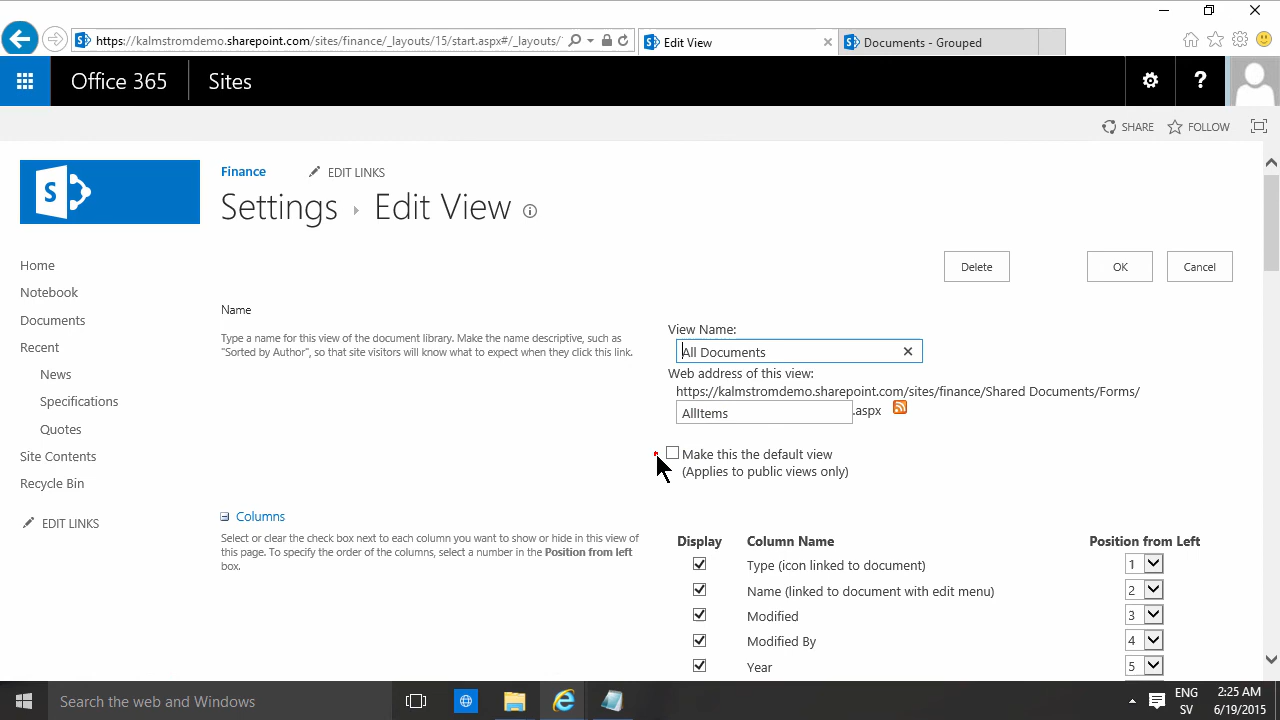 https://kalmstromdemo.sharepoint.com/sites/finance/_layouts/15/start.aspx#/_layouts/
Edit View
Documents - Grouped
Office 365
Sites
?
SHARE
FOLLOW
S
Finance
EDIT LINKS
Settings
Edit View
Home
Notebook
Documents
Recent
News
Specifications
Quotes
Site Contents
Recycle Bin
EDIT LINKS
Delete
OK
Cancel
Name
Type a name for this view of the document library. Make the name descriptive, such as
"Sorted by Author", so that site visitors will know what to expect when they click this link.
View Name:
All Documents
Web address of this view:
https://kalmstromdemo.sharepoint.com/sites/finance/Shared Documents/Forms/
AllItems
.aspx
Make this the default view
(Applies to public views only)
Columns
Select or clear the check box next to each column you want to show or hide in this view of
this page. To specify the order of the columns, select a number in the Position from left
box.
Display Column Name Position from Left
Type (icon linked to document) 1
Name (linked to document with edit menu) 2
Modified 3
Modified By 4
Year 5
Search the web and Windows
ENG
SV
2:25 AM
6/19/2015